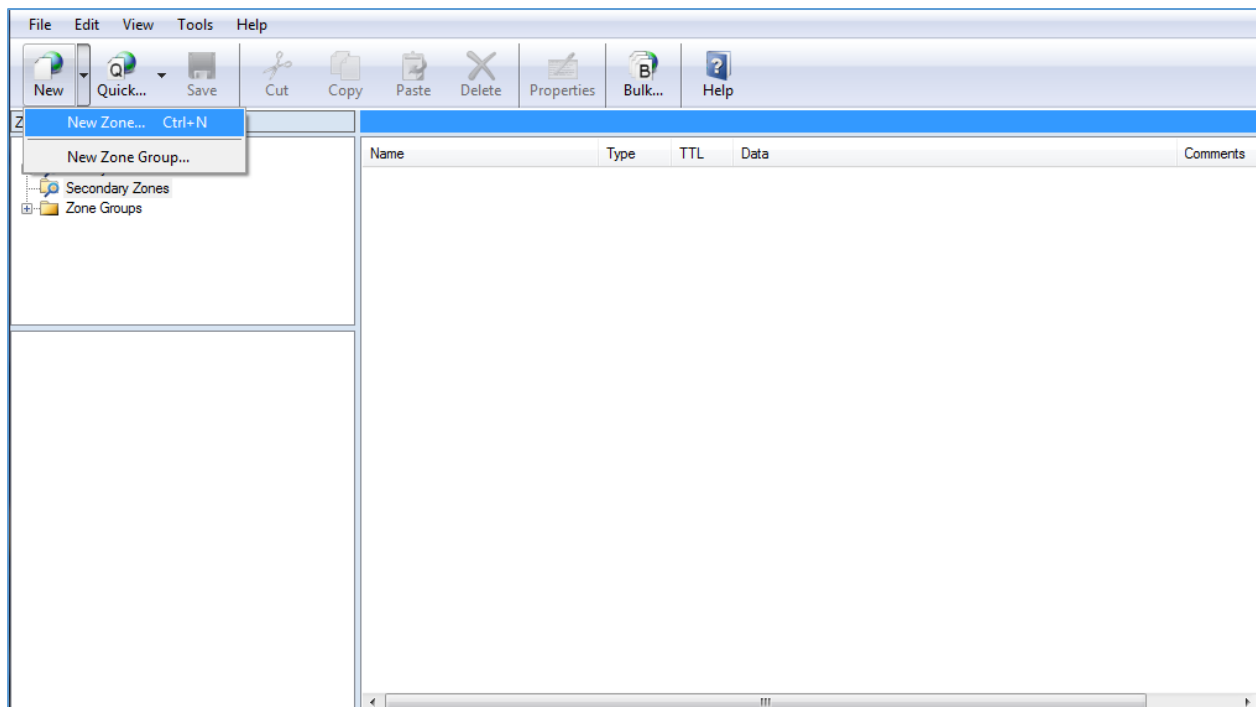 File Edit View Tools Help
New Quick... Save Cut Copy Paste Delete Properties Bulk... Help
Z
New Zone... Ctrl+N
New Zone Group...
Secondary Zones
Zone Groups
Name Type TTL Data Comments